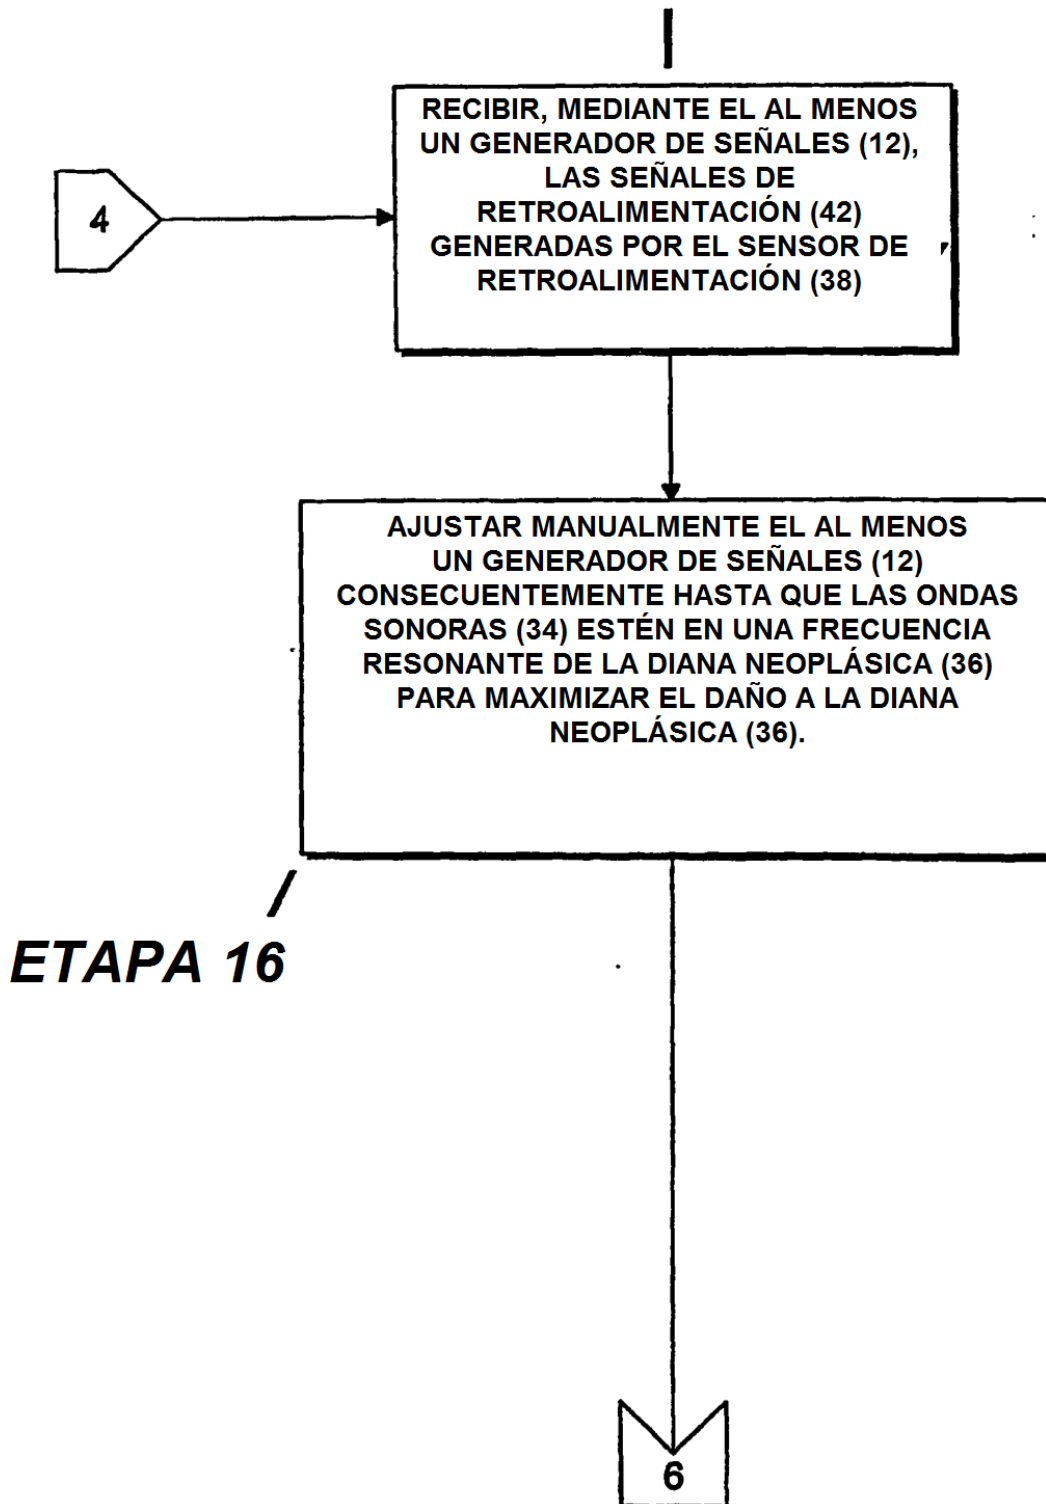 RECIBIR, MEDIANTE EL AL MENOS
UN GENERADOR DE SEÑALES (12),
LAS SEÑALES DE
RETROALIMENTACIÓN (42)
GENERADAS POR EL SENSOR DE
RETROALIMENTACIÓN (38)
4
AJUSTAR MANUALMENTE EL AL MENOS
UN GENERADOR DE SEÑALES (12)
CONSECUENTEMENTE HASTA QUE LAS ONDAS
SONORAS (34) ESTÉN EN UNA FRECUENCIA
RESONANTE DE LA DIANA NEOPLÁSICA (36)
PARA MAXIMIZAR EL DAÑO A LA DIANA
NEOPLÁSICA (36).
ETAPA 16
6